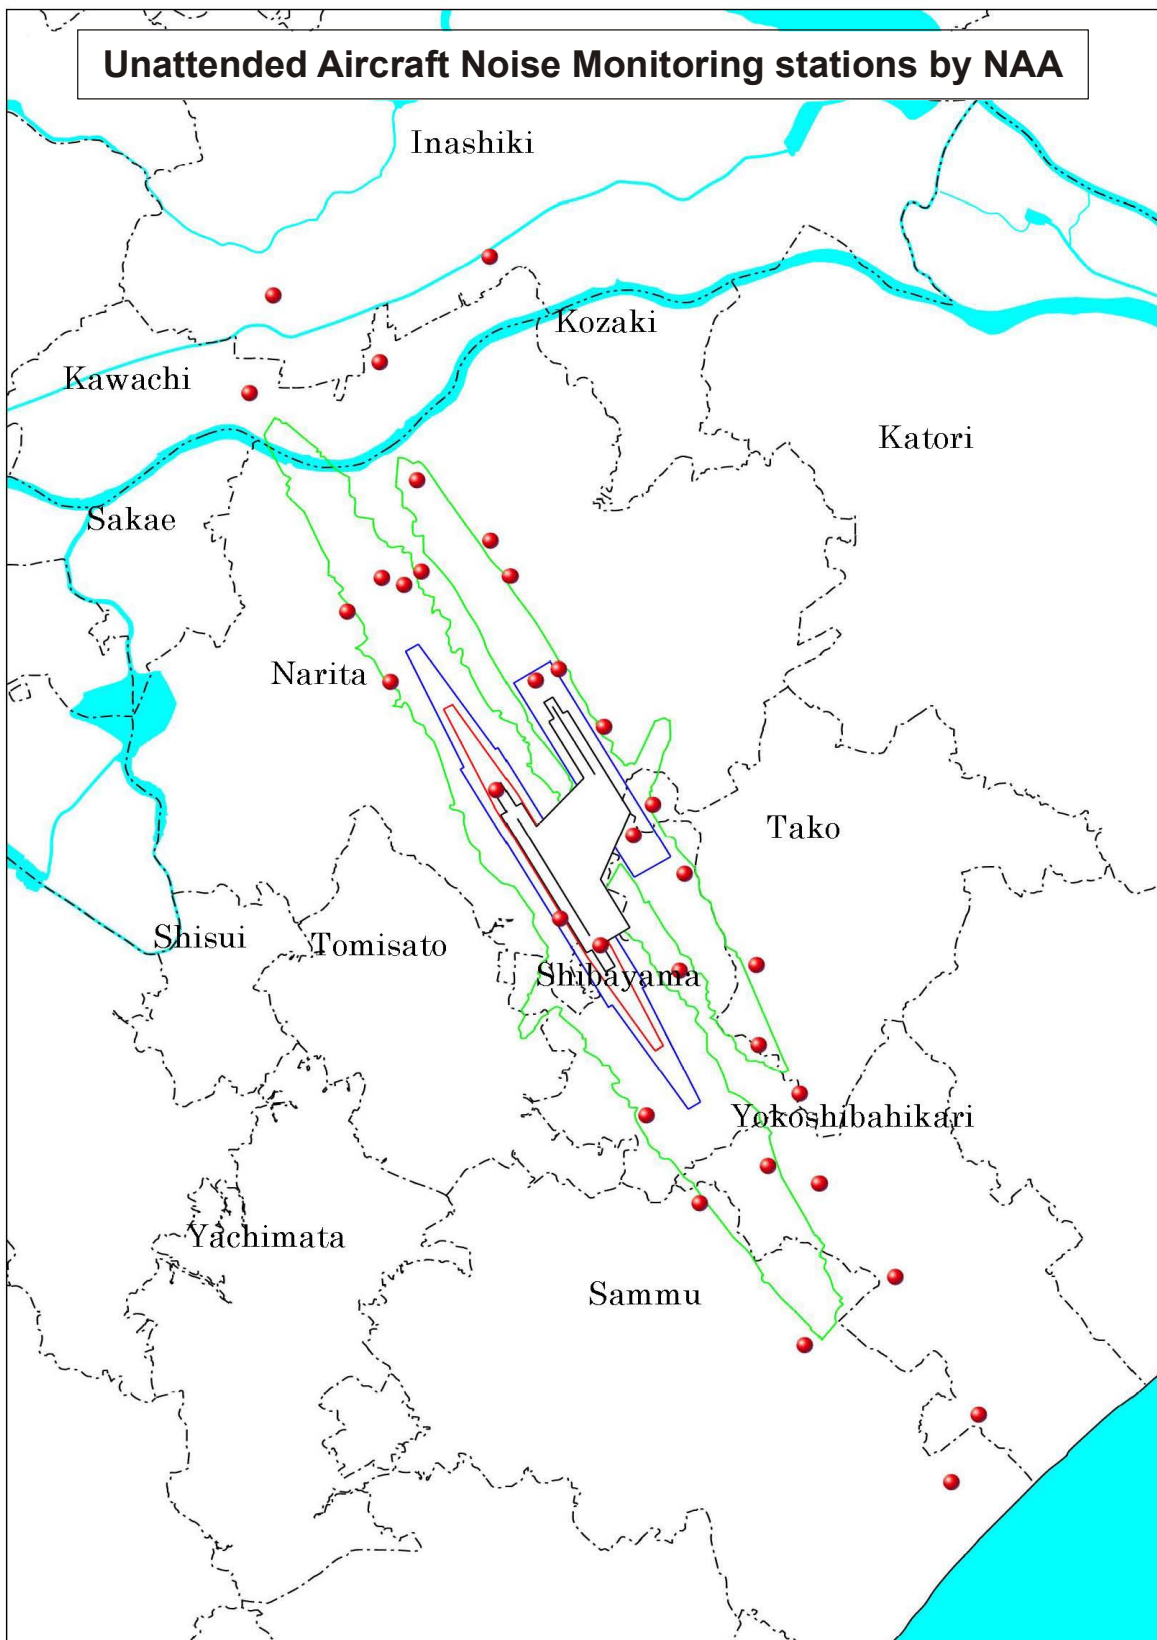 Unattended Aircraft Noise Monitoring stations by NAA
Inashiki
Kozaki
Kawachi
Katori
Sakae
Narita
Tako
Shisui
Tomisato
Shibayama
Yokoshibahikari
Yachimata
Sammu